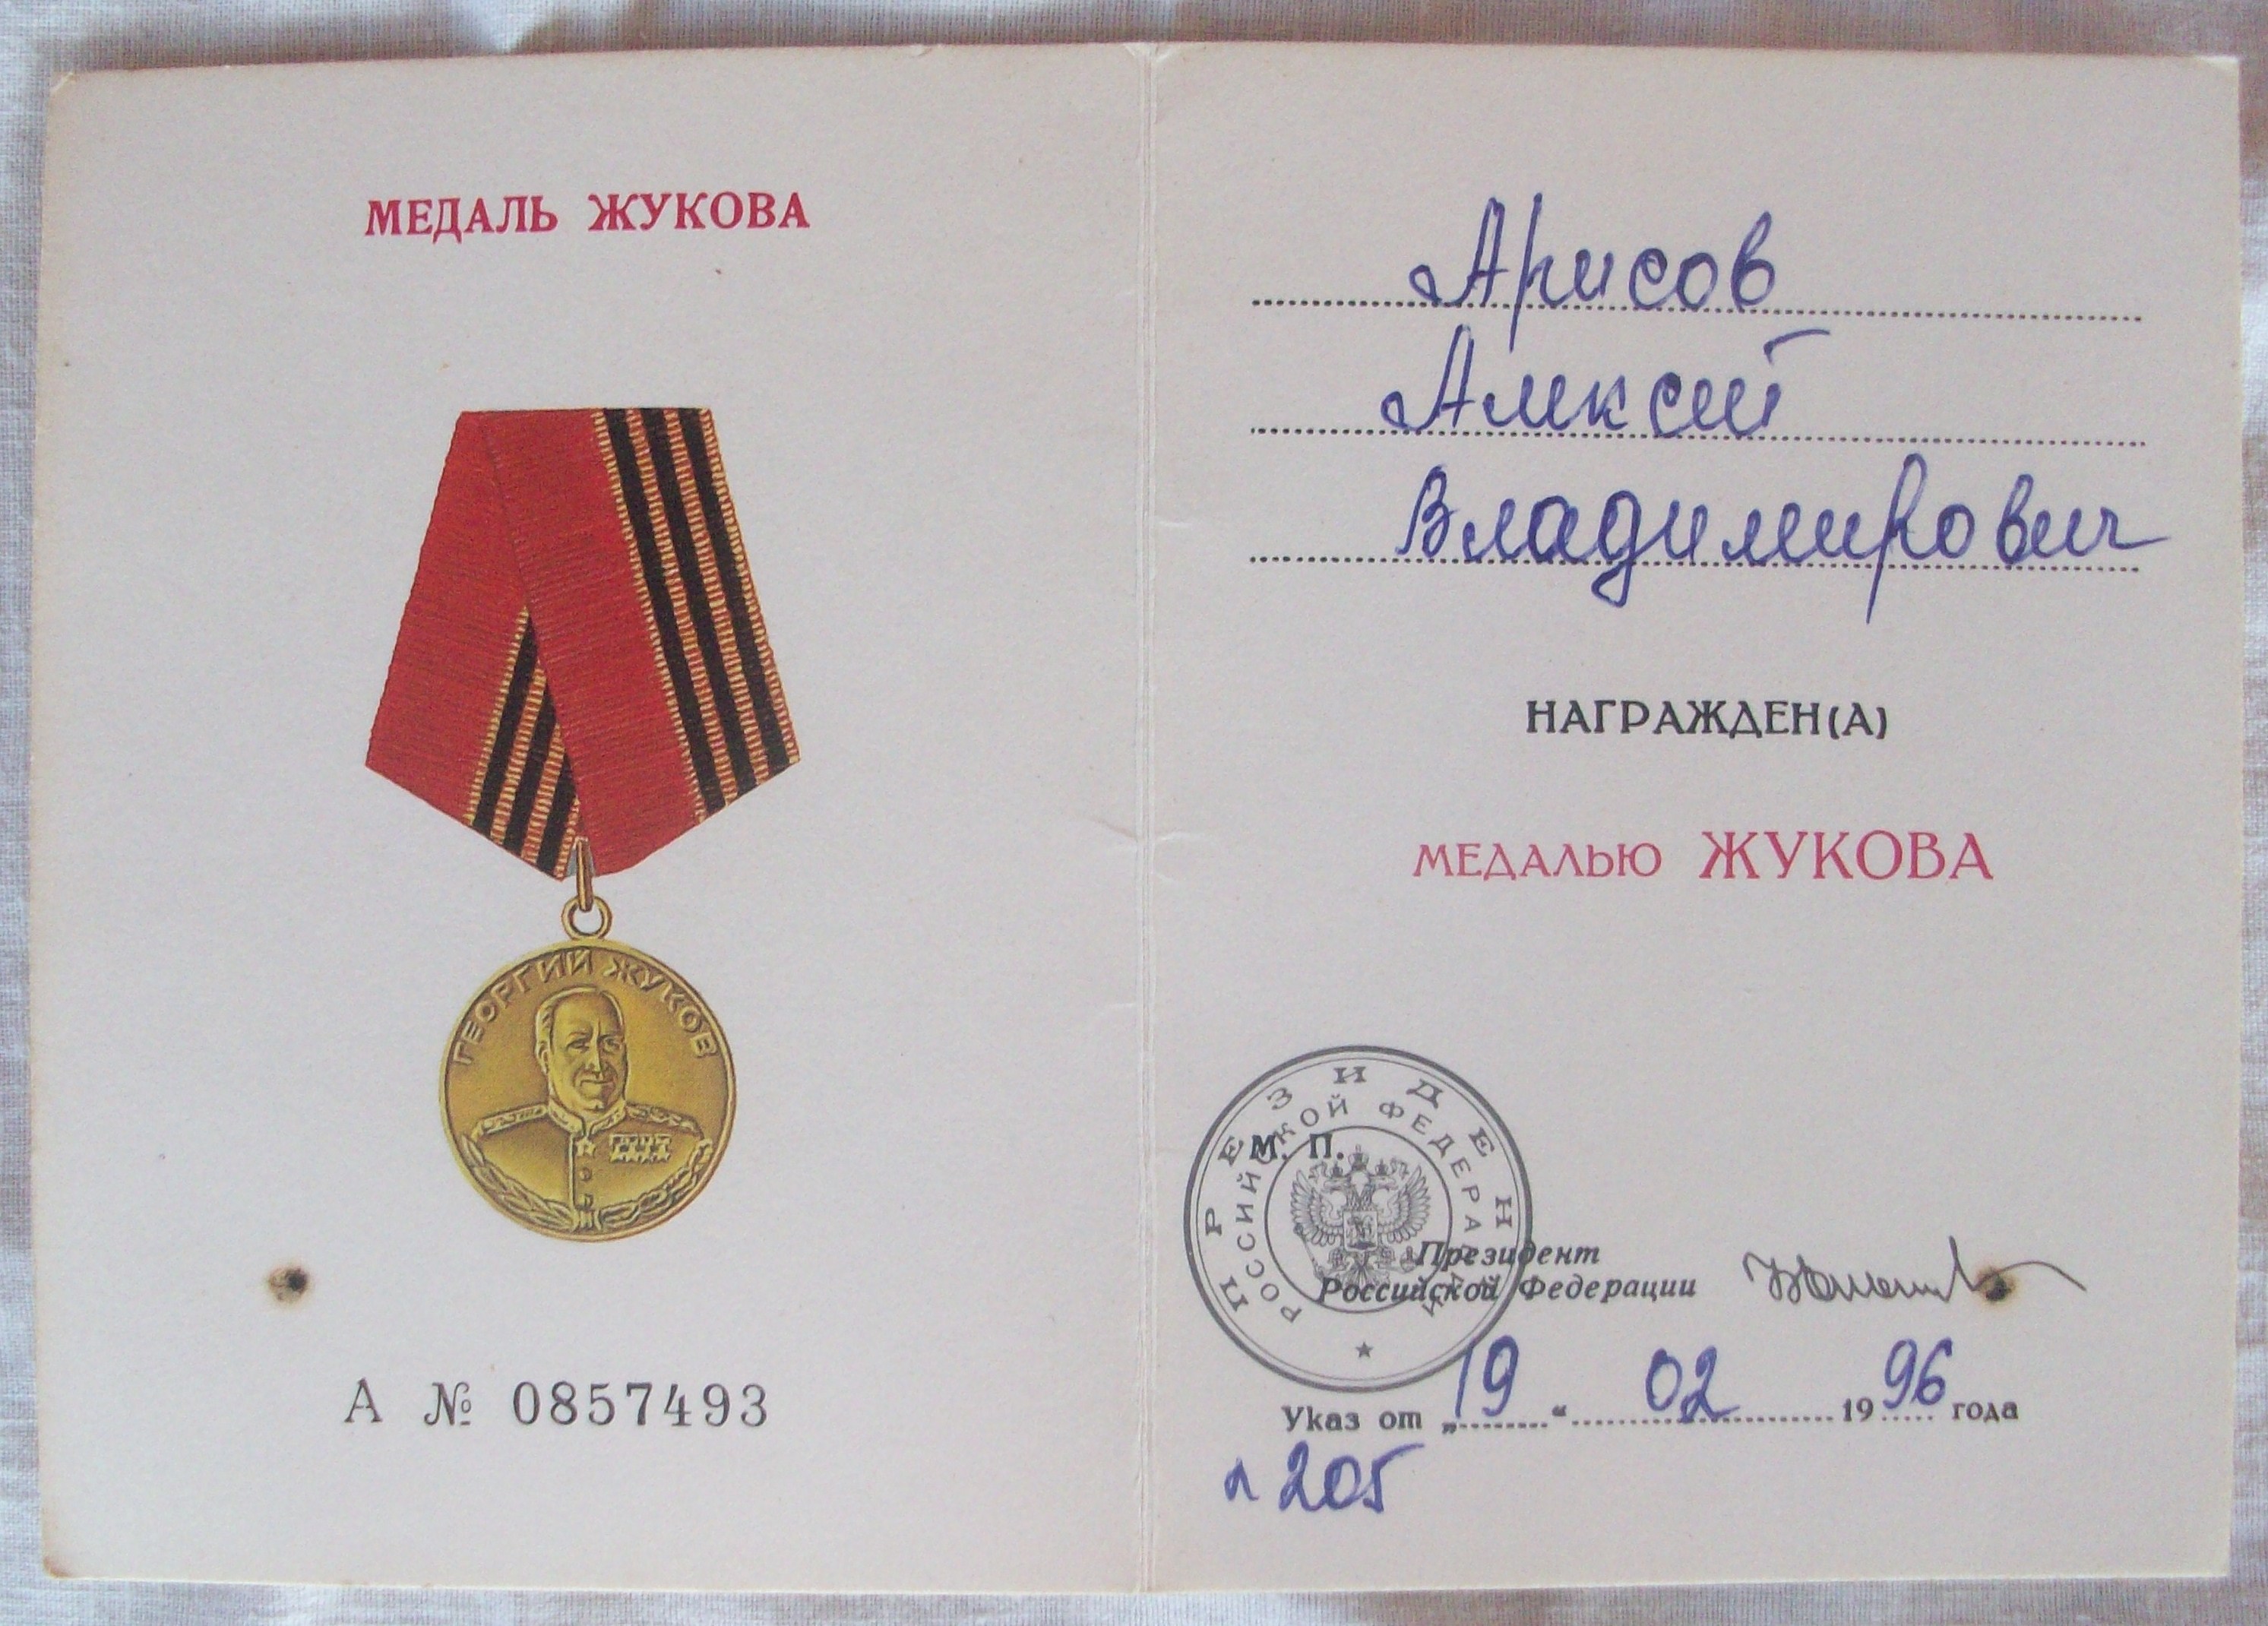 МЕДАЛЬ ЖУКОВА
ГЕОРГИЙ ЖУКОВ
А № 0857493
Арисов
Алексей
Владимирович
НАГРАЖДЕН(А)
МЕДАЛЬЮ ЖУКОВА
ПРЕЗИДЕНТ
РОССИЙСКОЙ ФЕДЕРАЦИИ
М. П.
Президент
Российской Федерации
Указ от „19“ 02 1996 года
205